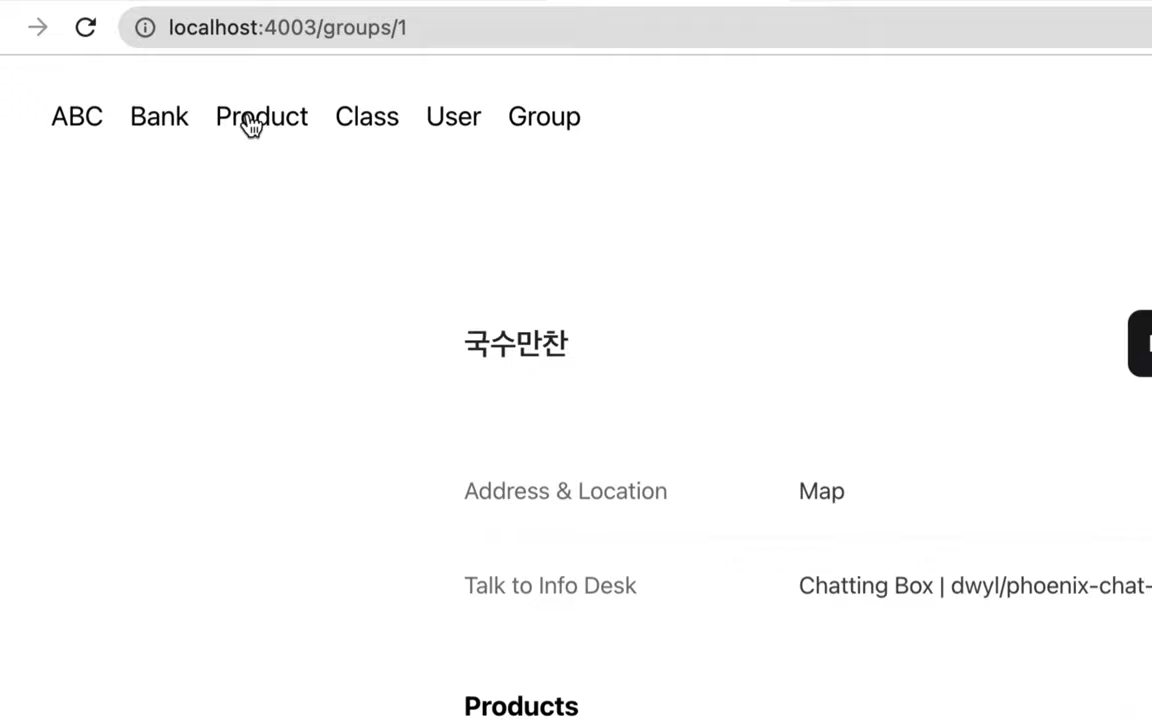 localhost:4003/groups/1
ABC Bank Product Class User Group
국수만찬
Address & Location Map
Talk to Info Desk Chatting Box | dwyl/phoenix-chat-
Products